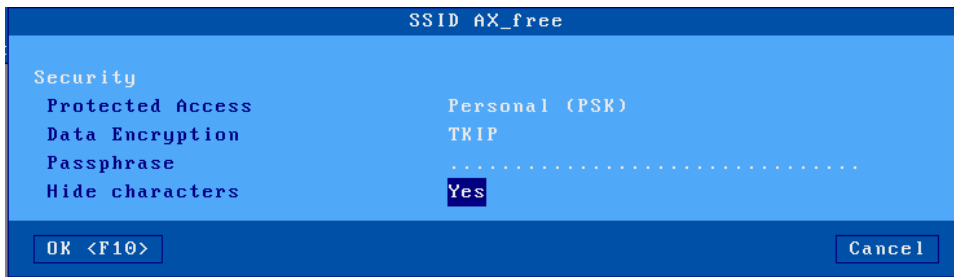 SSID AX_free
Security
Protected Access Personal (PSK)
Data Encryption TKIP
Passphrase ................................
Hide characters Yes
OK <F10> Cancel